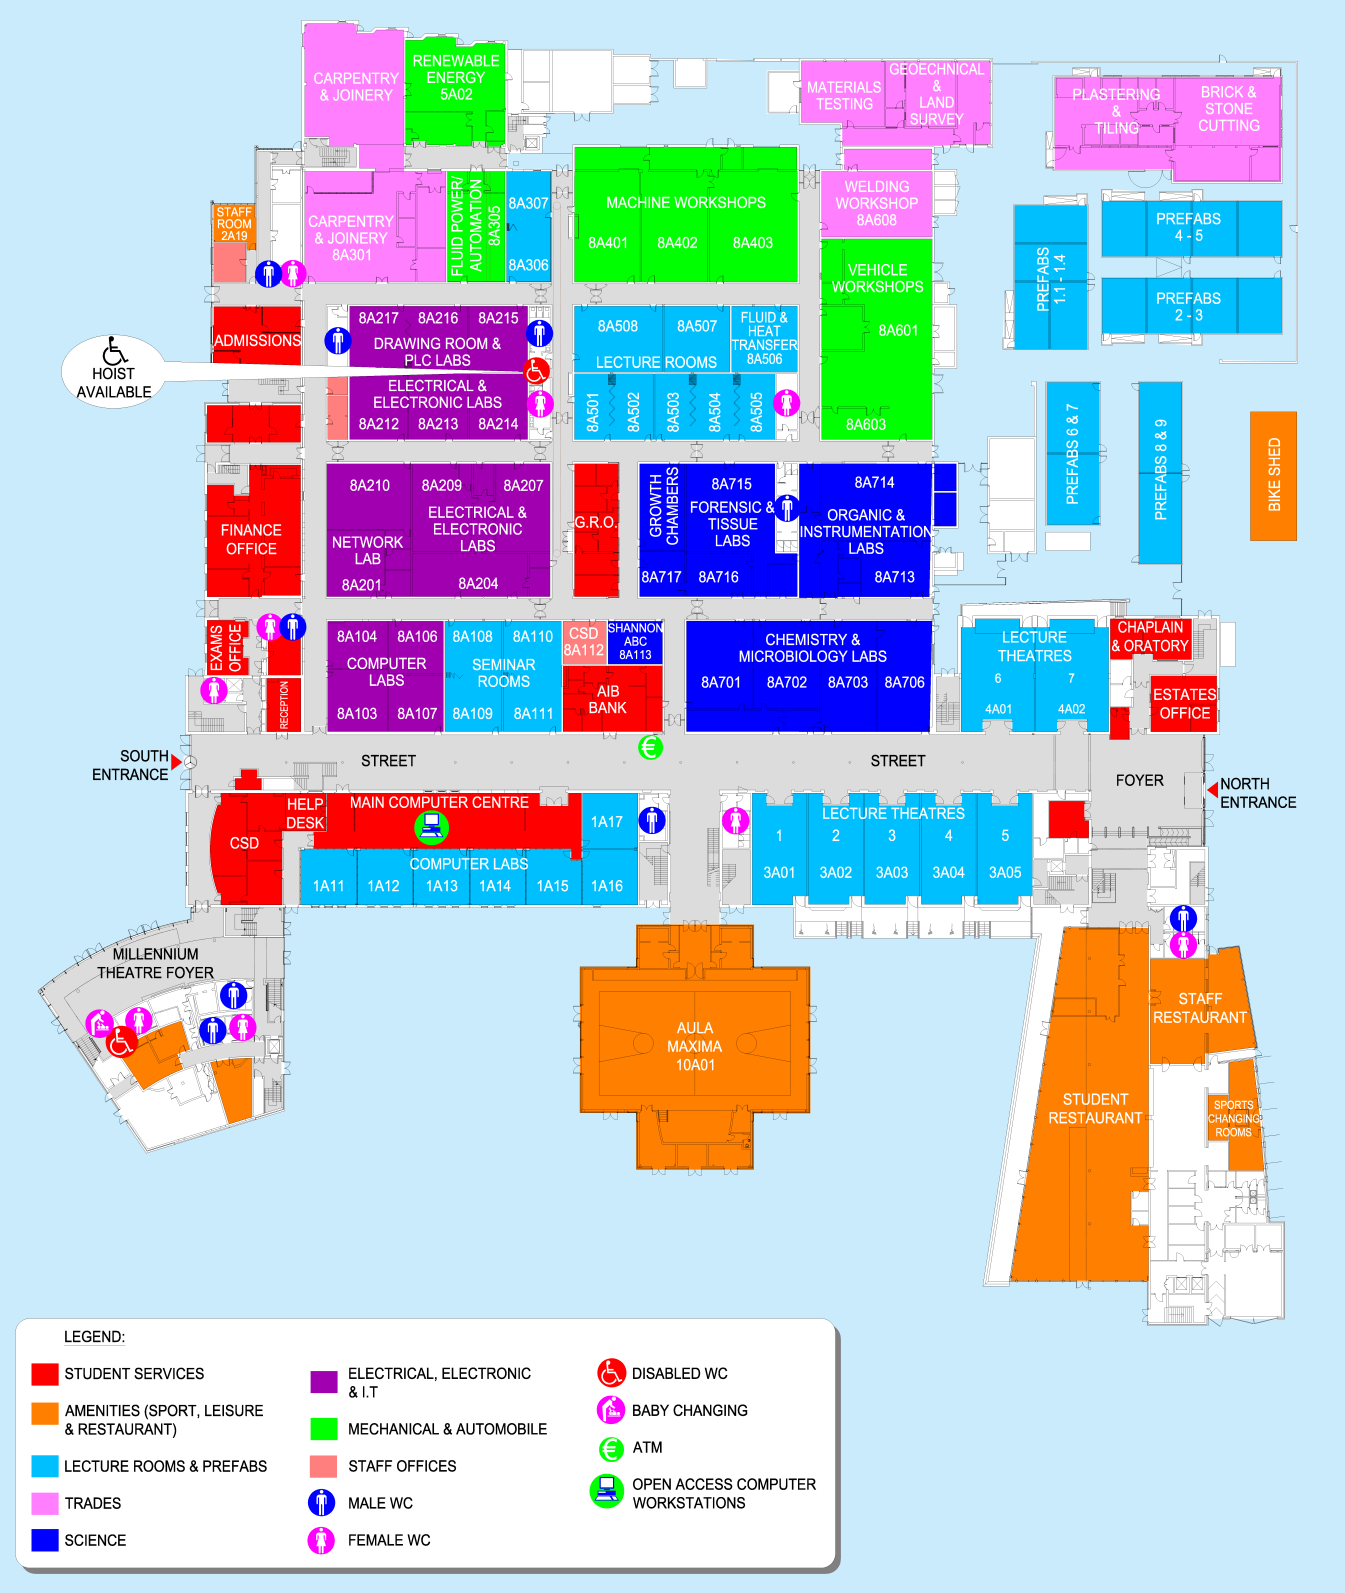 CARPENTRY
& JOINERY
RENEWABLE
ENERGY
5A02
MATERIALS
TESTING
GEOECHNICAL
&
LAND
SURVEY
PLASTERING
&
TILING
BRICK &
STONE
CUTTING
STAFF
ROOM
2A19
CARPENTRY
& JOINERY
8A301
FLUID POWER/
AUTOMATION
8A305
8A307
8A306
MACHINE WORKSHOPS
8A401
8A402
8A403
WELDING
WORKSHOP
8A608
VEHICLE
WORKSHOPS
8A601
8A603
PREFABS
1.1 - 1.4
PREFABS
4 - 5
PREFABS
2 - 3
ADMISSIONS
HOIST
AVAILABLE
8A217
8A216
8A215
DRAWING ROOM &
PLC LABS
ELECTRICAL &
ELECTRONIC LABS
8A212
8A213
8A214
8A508
8A507
LECTURE ROOMS
FLUID &
HEAT
TRANSFER
8A506
8A501
8A502
8A503
8A504
8A505
PREFABS 6 & 7
PREFABS 8 & 9
BIKE SHED
FINANCE
OFFICE
8A210
8A209
8A207
ELECTRICAL &
ELECTRONIC
LABS
NETWORK
LAB
8A201
8A204
G.R.O.
GROWTH
CHAMBERS
8A715
FORENSIC &
TISSUE
LABS
8A717
8A716
8A714
ORGANIC &
INSTRUMENTATION
LABS
8A713
EXAMS
OFFICE
RECEPTION
8A104
8A106
COMPUTER
LABS
8A103
8A107
8A108
8A110
SEMINAR
ROOMS
8A109
8A111
CSD
8A112
SHANNON
ABC
8A113
AIB
BANK
CHEMISTRY &
MICROBIOLOGY LABS
8A701
8A702
8A703
8A706
LECTURE
THEATRES
6
7
4A01
4A02
CHAPLAIN
& ORATORY
ESTATES
OFFICE
SOUTH
ENTRANCE
STREET
STREET
FOYER
NORTH
ENTRANCE
HELP
DESK
CSD
MAIN COMPUTER CENTRE
COMPUTER LABS
1A11
1A12
1A13
1A14
1A15
1A16
1A17
LECTURE THEATRES
1
2
3
4
5
3A01
3A02
3A03
3A04
3A05
MILLENNIUM
THEATRE FOYER
AULA
MAXIMA
10A01
STAFF
RESTAURANT
STUDENT
RESTAURANT
SPORTS
CHANGING
ROOMS
LEGEND:
STUDENT SERVICES
AMENITIES (SPORT, LEISURE
& RESTAURANT)
LECTURE ROOMS & PREFABS
TRADES
SCIENCE
ELECTRICAL, ELECTRONIC
& I.T
MECHANICAL & AUTOMOBILE
STAFF OFFICES
MALE WC
FEMALE WC
DISABLED WC
BABY CHANGING
€ ATM
OPEN ACCESS COMPUTER
WORKSTATIONS